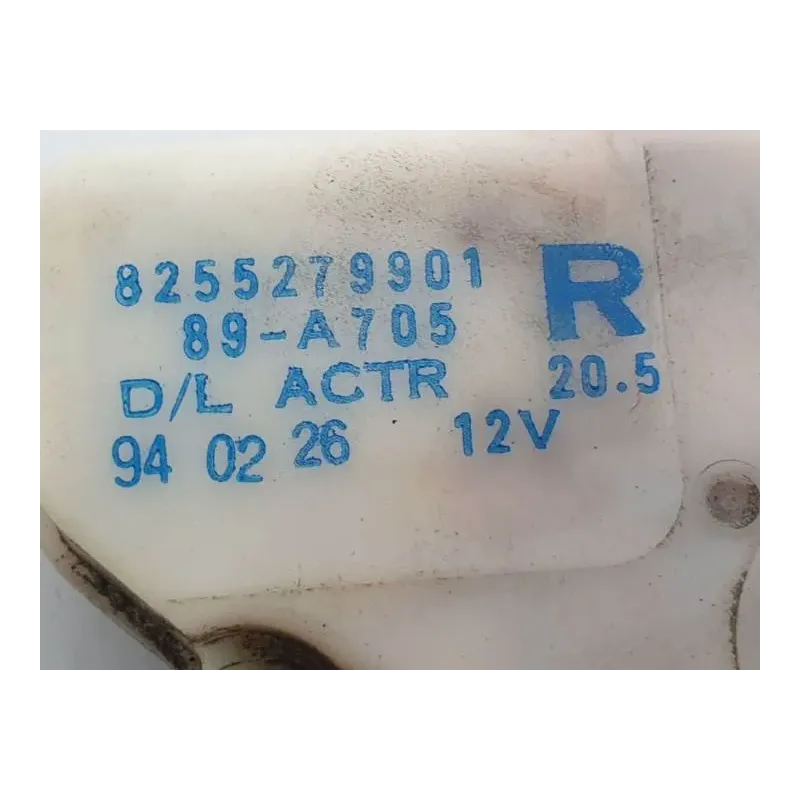 8255279901 R
89-A705
D/L ACTR 20.5
94 02 26 12V